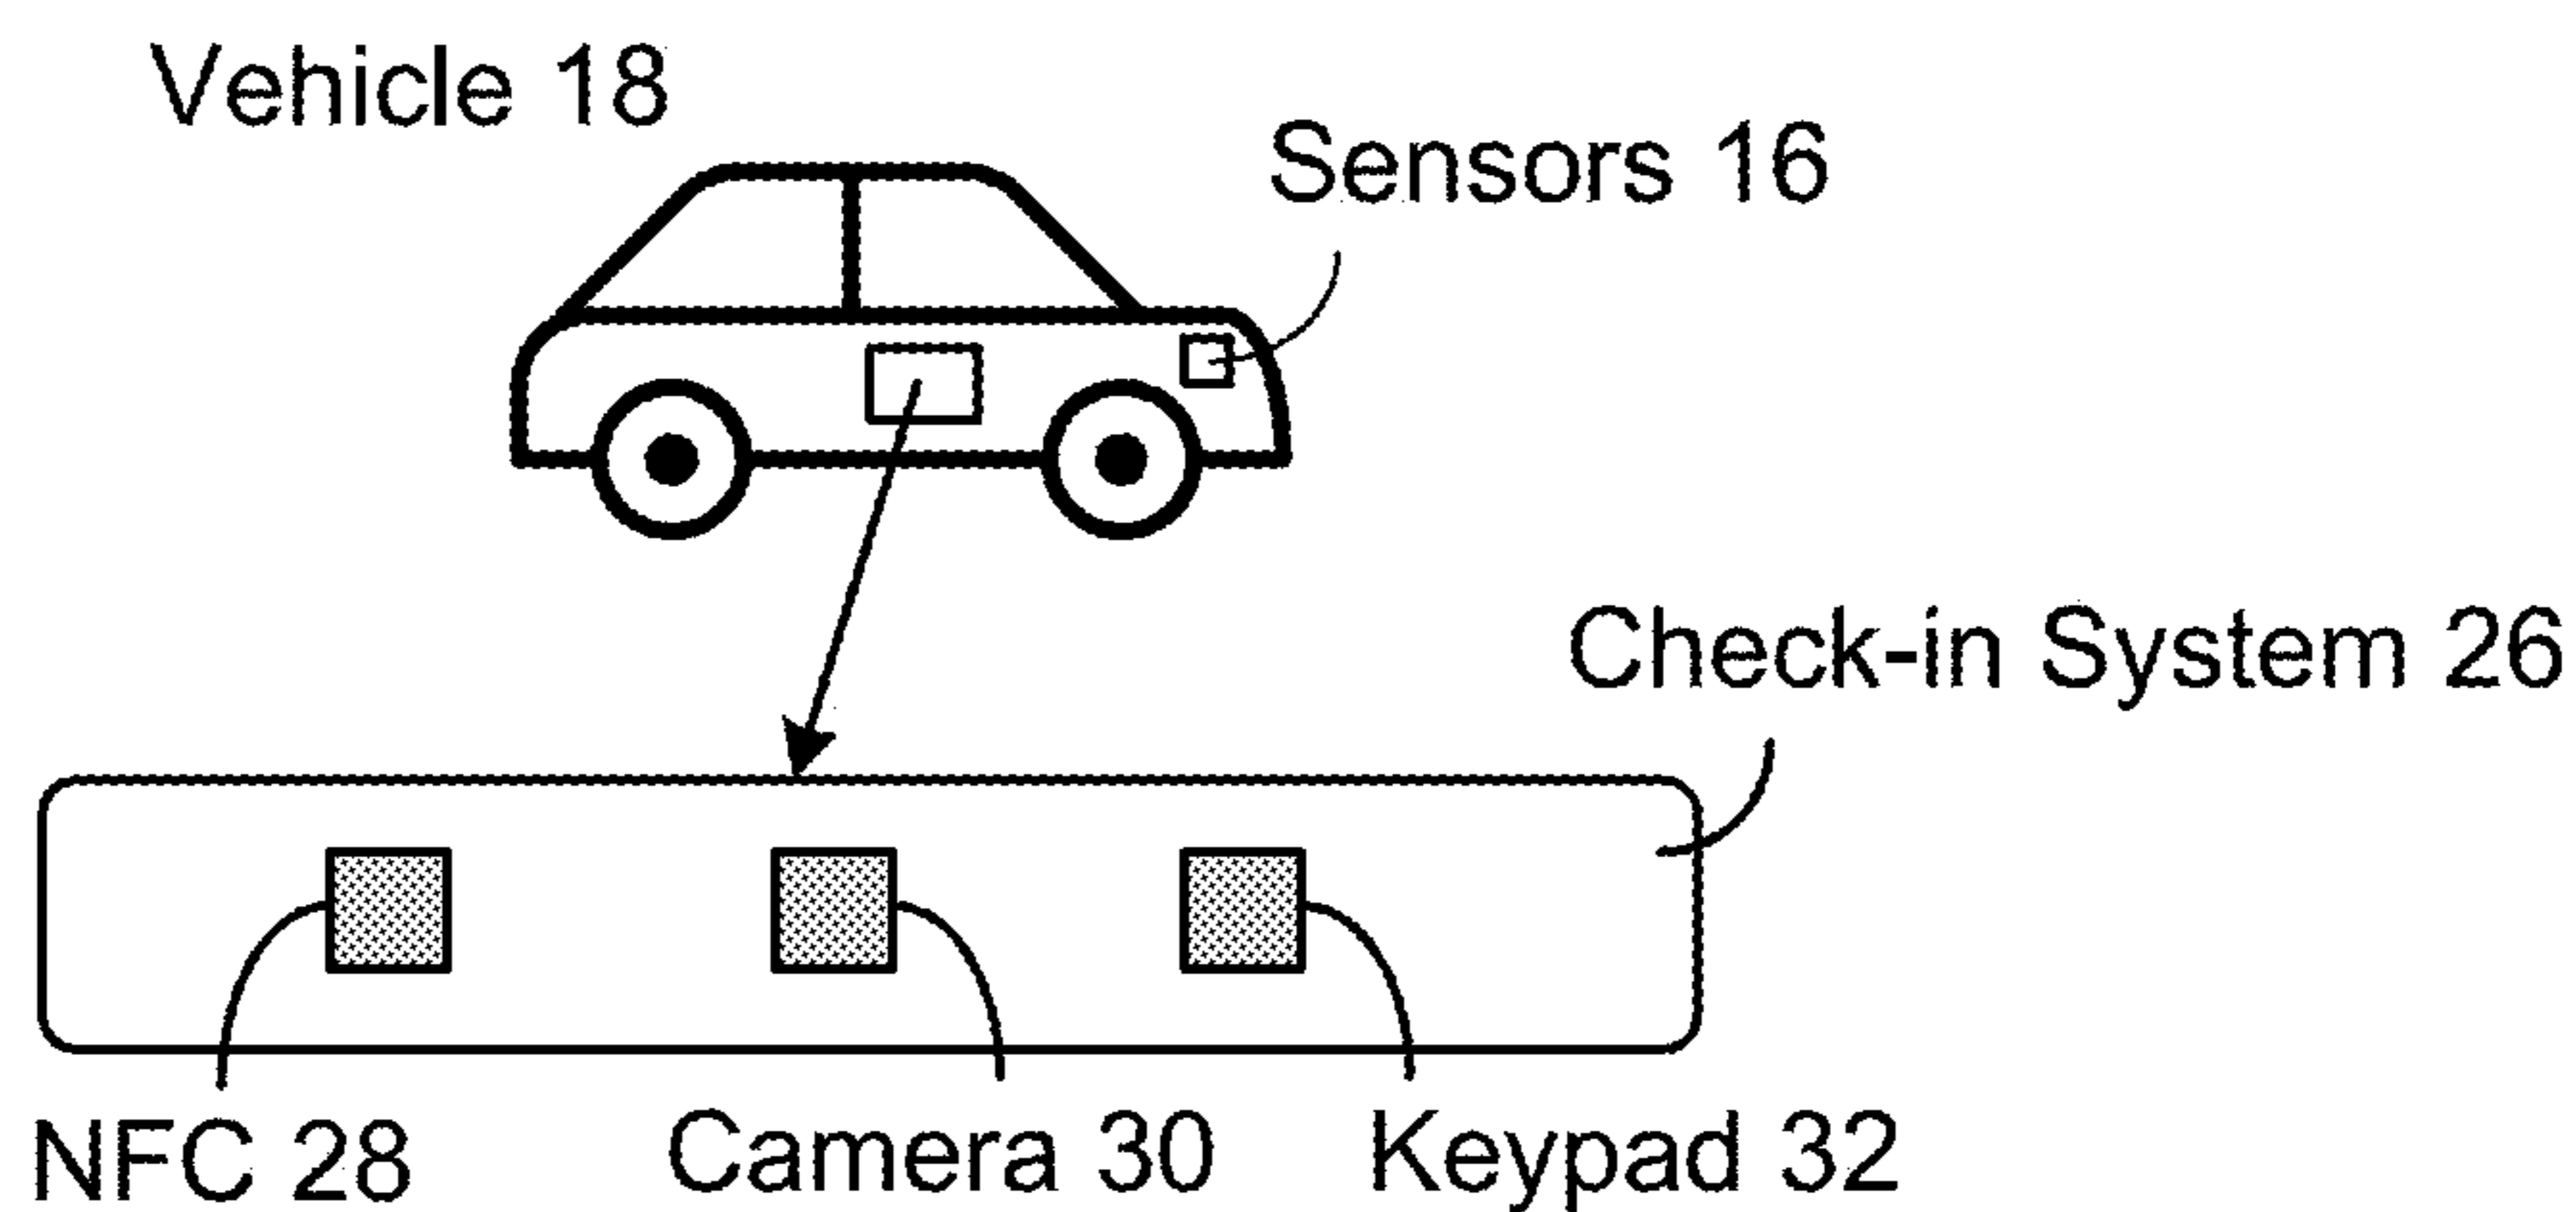 Vehicle 18
Sensors 16
Check-in System 26
NFC 28
Camera 30
Keypad 32